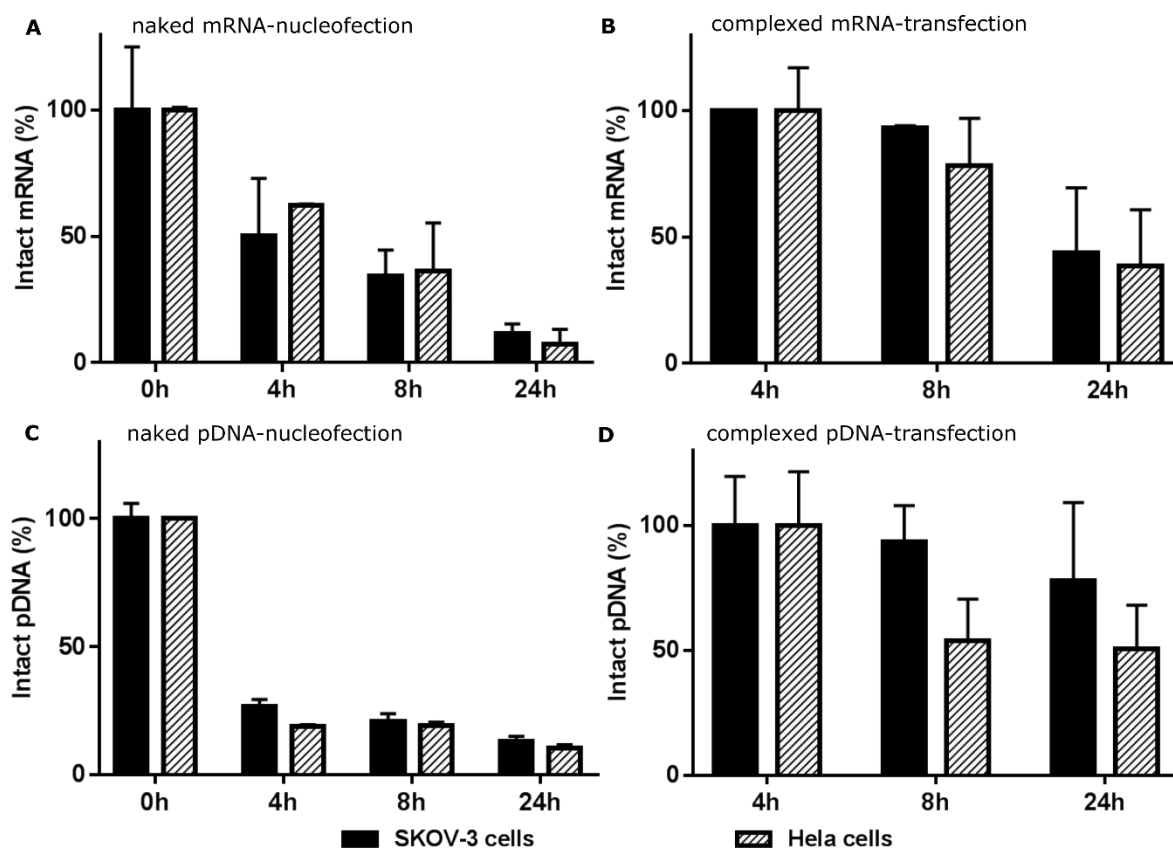 A naked mRNA-nucleofection
Intact mRNA (%)
100
50
0
0h 4h 8h 24h
B complexed mRNA-transfection
Intact mRNA (%)
100
50
0
4h 8h 24h
C naked pDNA-nucleofection
Intact pDNA (%)
100
50
0
0h 4h 8h 24h
D complexed pDNA-transfection
Intact pDNA (%)
100
50
0
4h 8h 24h
SKOV-3 cells Hela cells